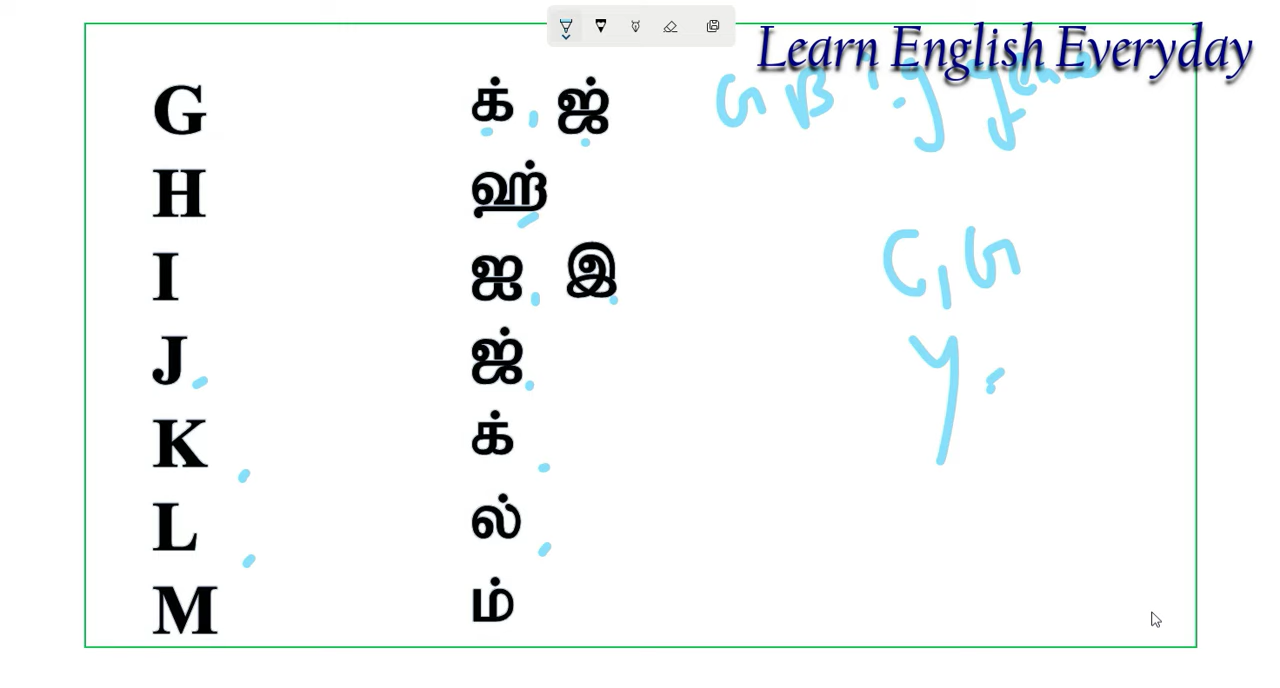 Learn English Everyday
G க் , ஜ்
H ஹ்
I ஐ , இ
J ஜ்
K க்
L ல்
M ம்
C, G
Y